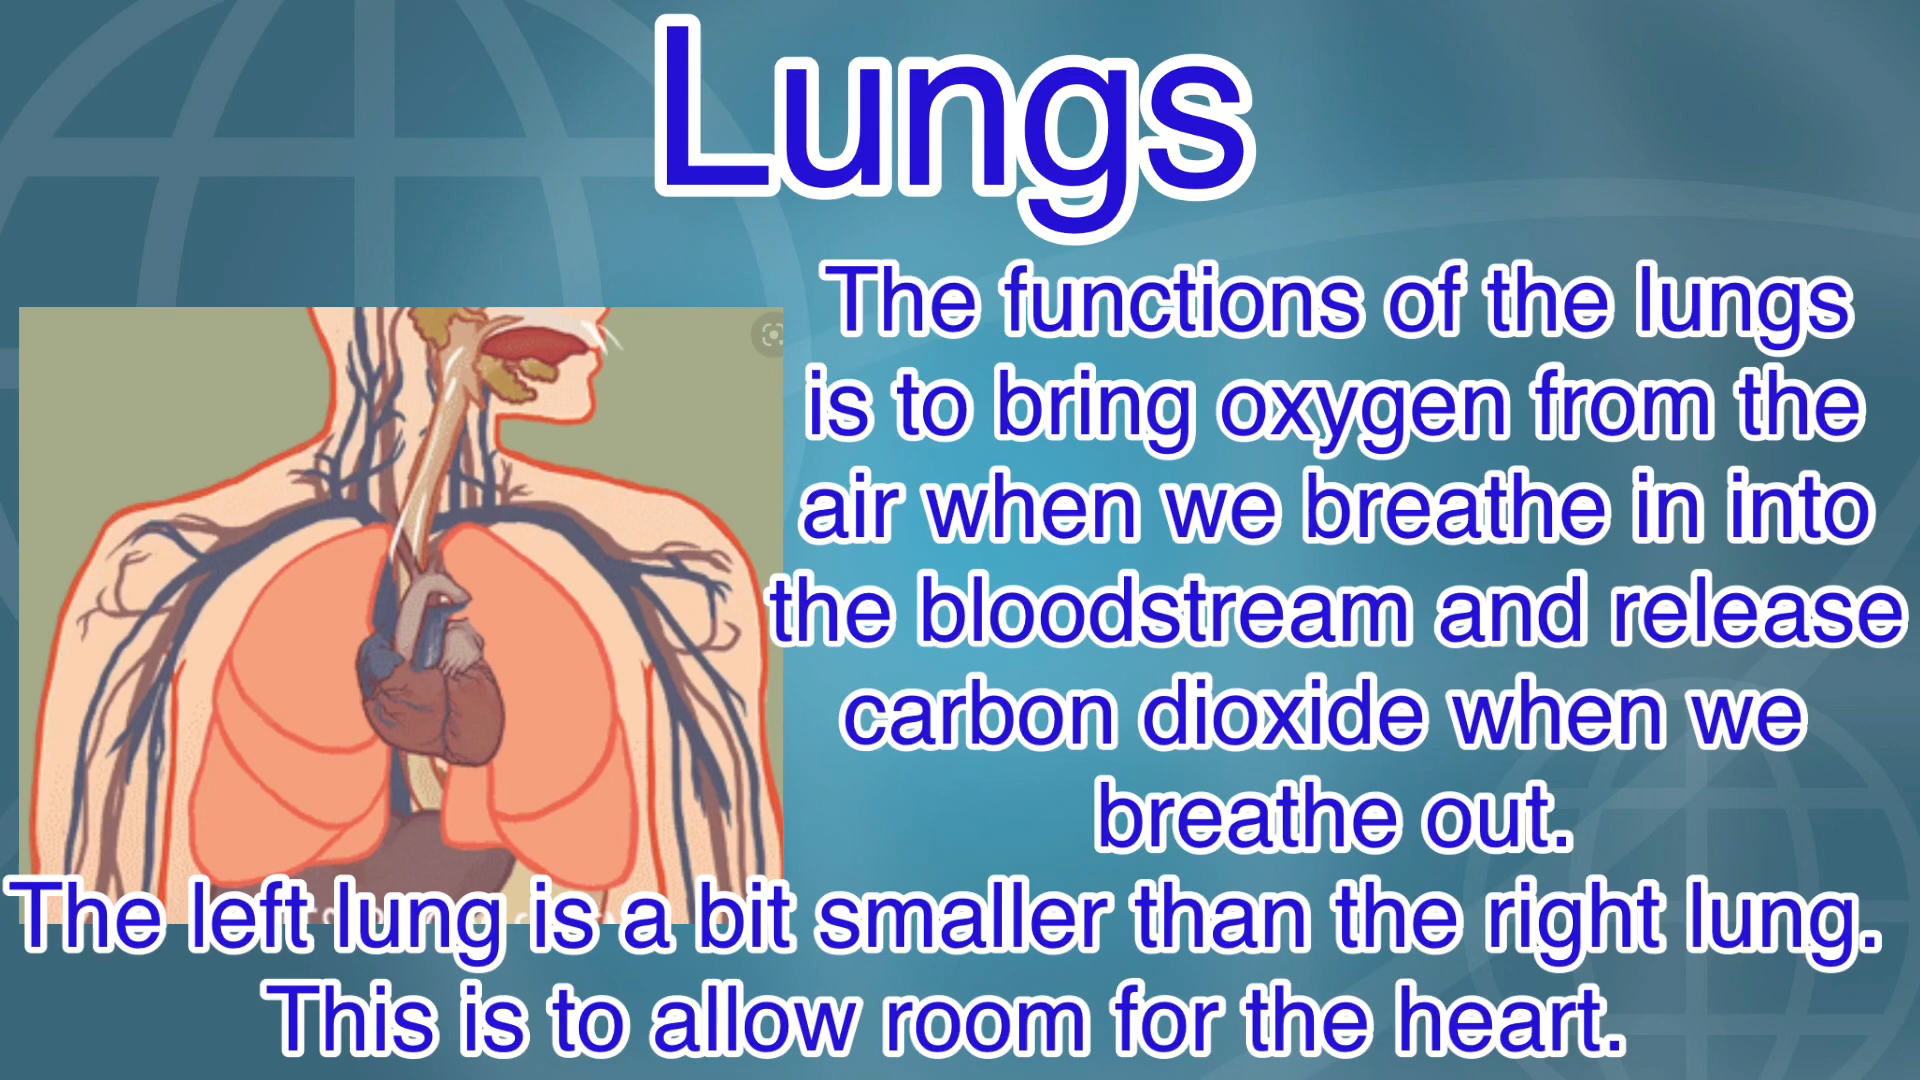 Lungs
The functions of the lungs
is to bring oxygen from the
air when we breathe in into
the bloodstream and release
carbon dioxide when we
breathe out.
The left lung is a bit smaller than the right lung.
This is to allow room for the heart.